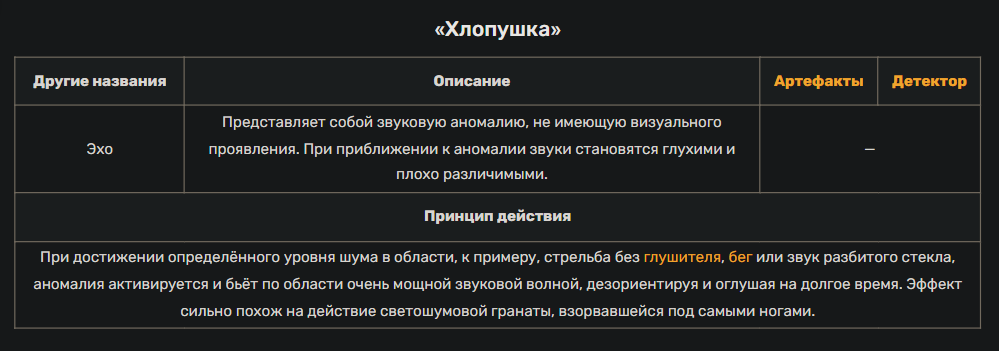 «Хлопушка»
Другие названия
Описание
Артефакты
Детектор
Эхо
Представляет собой звуковую аномалию, не имеющую визуального
проявления. При приближении к аномалии звуки становятся глухими и
плохо различимыми.
—
Принцип действия
При достижении определённого уровня шума в области, к примеру, стрельба без глушителя, бег или звук разбитого стекла,
аномалия активируется и бьёт по области очень мощной звуковой волной, дезориентируя и оглушая на долгое время. Эффект
сильно похож на действие светошумовой гранаты, взорвавшейся под самыми ногами.